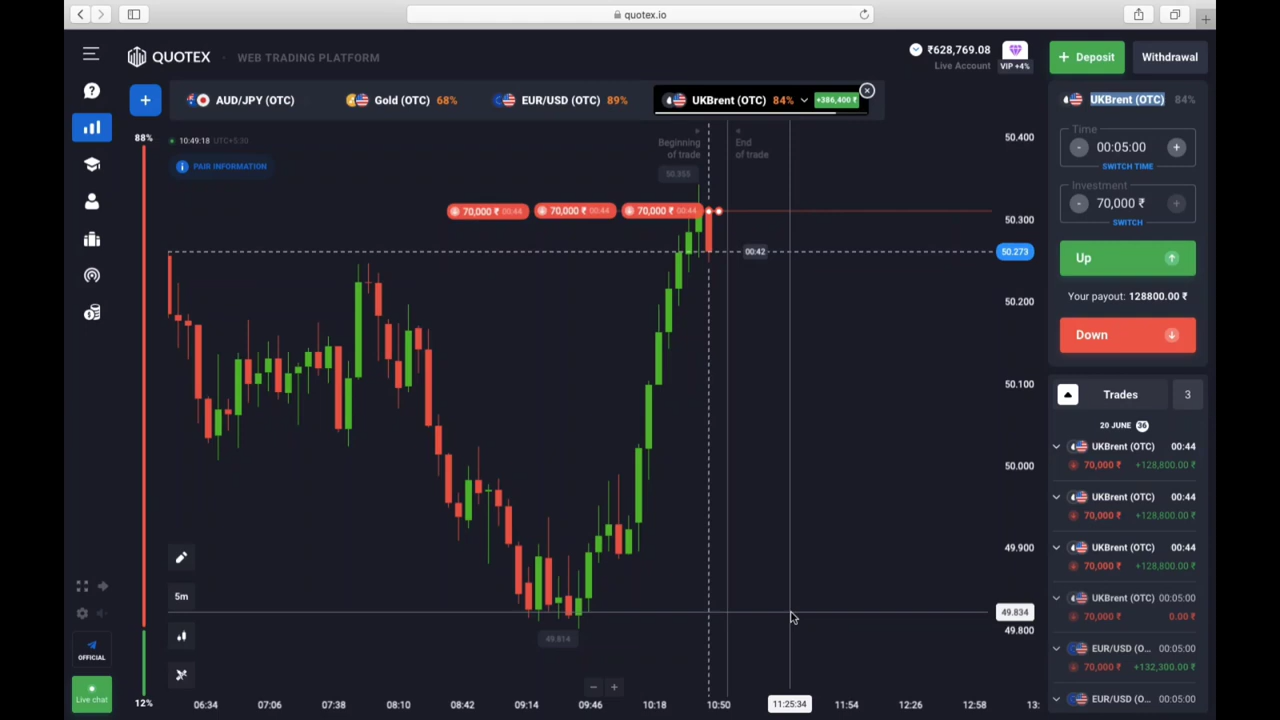 quotex.io
QUOTEX
WEB TRADING PLATFORM
₹628,769.08
Live Account
VIP +4%
+ Deposit
Withdrawal
+
AUD/JPY (OTC)
Gold (OTC) 68%
EUR/USD (OTC) 89%
UKBrent (OTC) 84% +386,400 ₹
UKBrent (OTC) 84%
88%
10:49:18 UTC+5:30
PAIR INFORMATION
Beginning
of trade
End
of trade
50.355
50.400
50.300
50.273
50.200
50.100
50.000
49.900
49.834
49.800
70,000 ₹ 00:44
70,000 ₹ 00:44
70,000 ₹ 00:44
00:42
49.814
Time
- 00:05:00 +
SWITCH TIME
Investment
- 70,000 ₹ +
SWITCH
Up
Your payout: 128800.00 ₹
Down
Trades 3
20 JUNE 36
UKBrent (OTC) 00:44
70,000 ₹ +128,800.00 ₹
UKBrent (OTC) 00:44
70,000 ₹ +128,800.00 ₹
UKBrent (OTC) 00:44
70,000 ₹ +128,800.00 ₹
UKBrent (OTC) 00:05:00
70,000 ₹ 0.00 ₹
EUR/USD (O... 00:05:00
70,000 ₹ +132,300.00 ₹
EUR/USD (O... 00:05:00
5m
OFFICIAL
Live chat
12%
06:34 07:06 07:38 08:10 08:42 09:14 09:46 10:18 10:50 11:25:34 11:54 12:26 12:58 13: